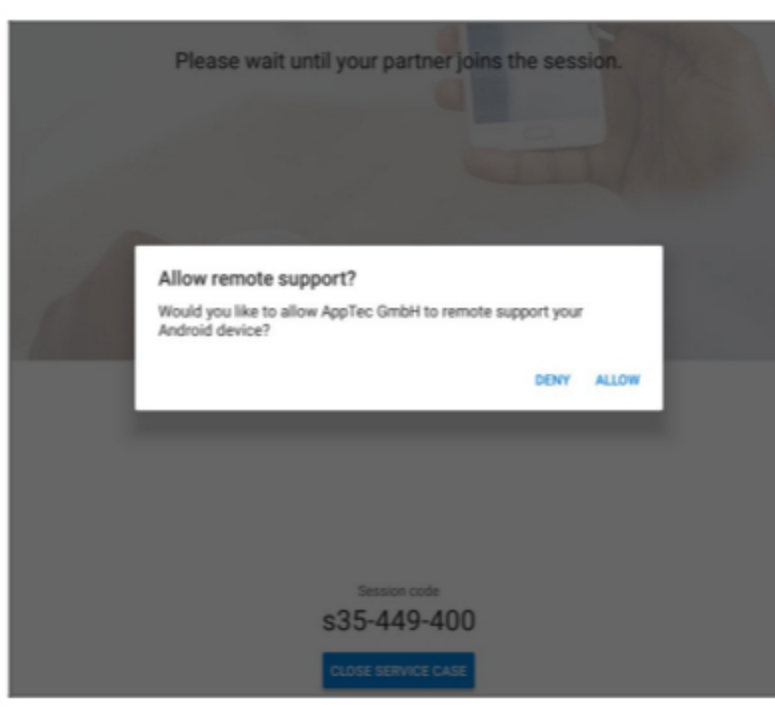 Please wait until your partner joins the session.
Allow remote support?
Would you like to allow AppTec GmbH to remote support your
Android device?
DENY ALLOW
Session code
s35-449-400
CLOSE SERVICE CASE